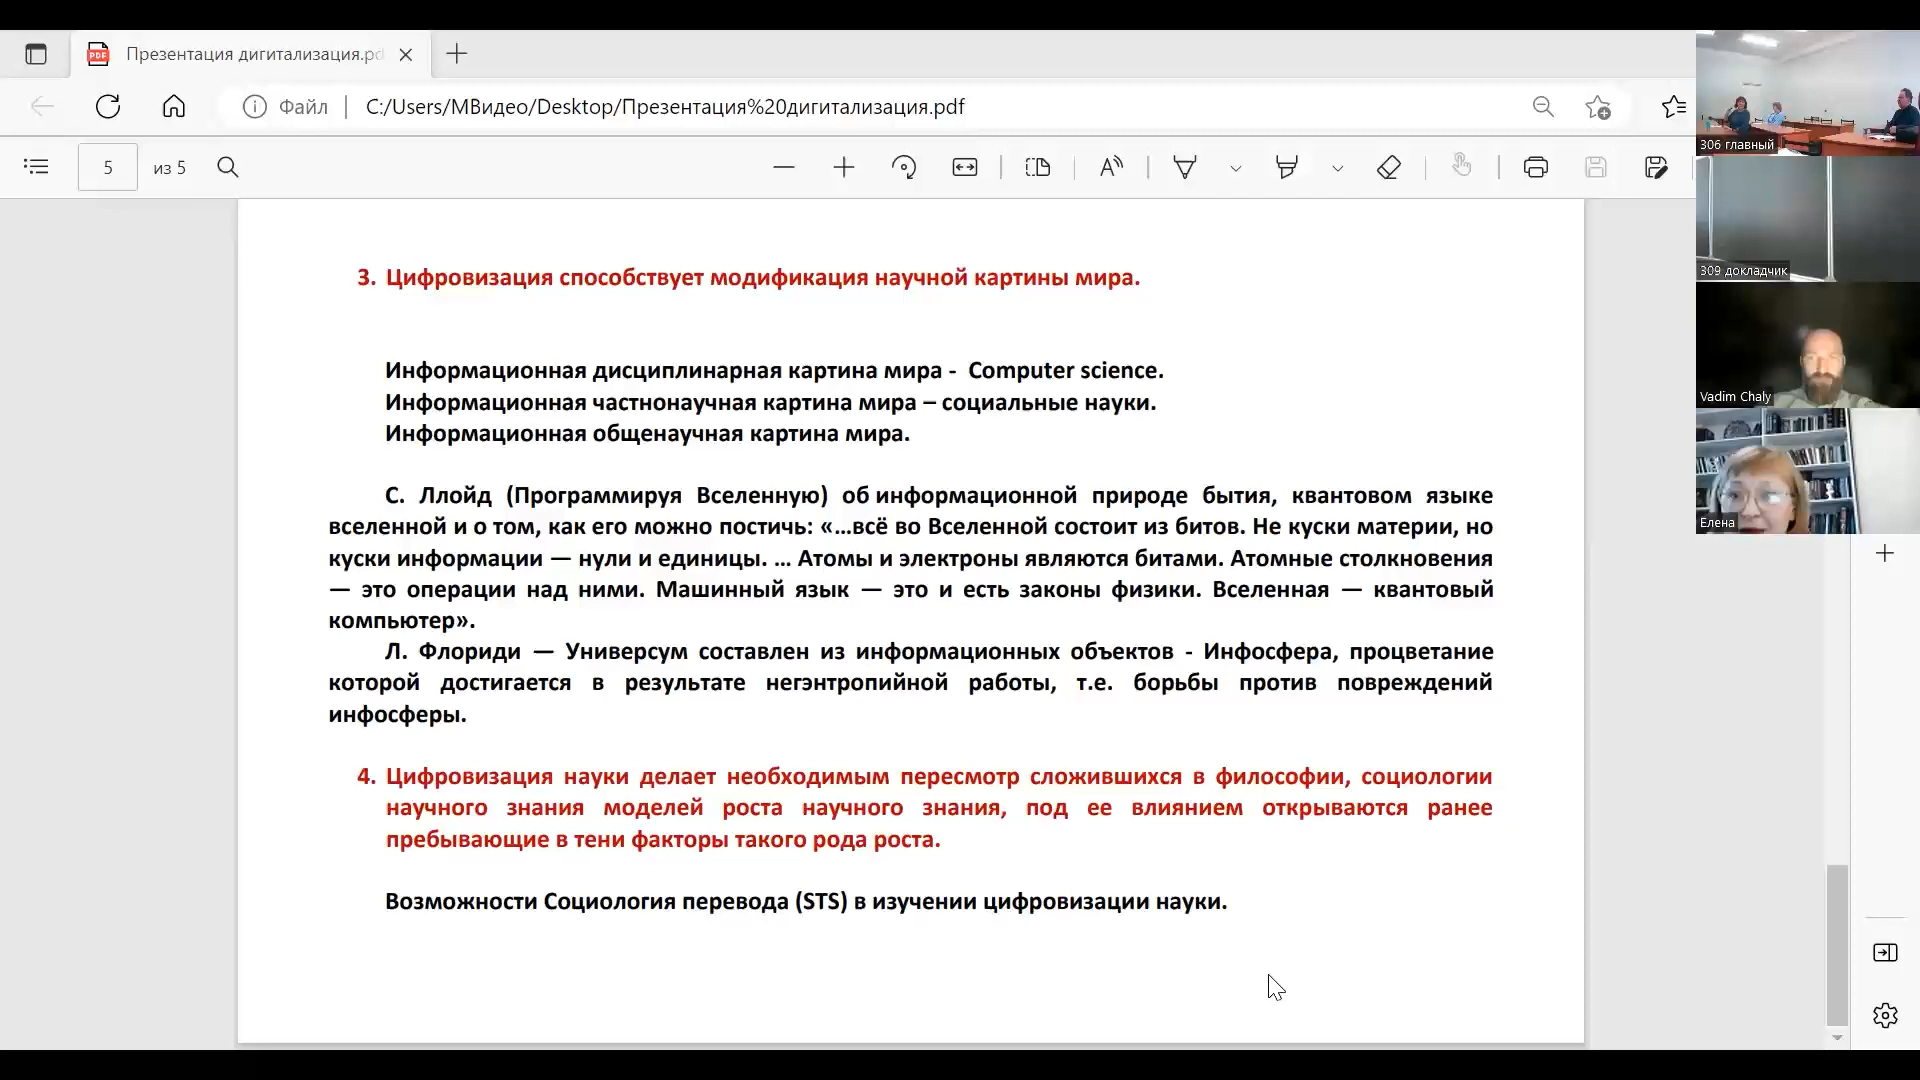 Презентация дигитализация.pd
Файл
C:/Users/МВидео/Desktop/Презентация%20дигитализация.pdf
5 из 5
3. Цифровизация способствует модификация научной картины мира.
Информационная дисциплинарная картина мира - Computer science.
Информационная частнонаучная картина мира – социальные науки.
Информационная общенаучная картина мира.
С. Ллойд (Программируя Вселенную) об информационной природе бытия, квантовом языке
вселенной и о том, как его можно постичь: «…всё во Вселенной состоит из битов. Не куски материи, но
куски информации — нули и единицы. … Атомы и электроны являются битами. Атомные столкновения
— это операции над ними. Машинный язык — это и есть законы физики. Вселенная — квантовый
компьютер».
Л. Флориди — Универсум составлен из информационных объектов - Инфосфера, процветание
которой достигается в результате негэнтропийной работы, т.е. борьбы против повреждений
инфосферы.
4. Цифровизация науки делает необходимым пересмотр сложившихся в философии, социологии
научного знания моделей роста научного знания, под ее влиянием открываются ранее
пребывающие в тени факторы такого рода роста.
Возможности Социология перевода (STS) в изучении цифровизации науки.
306 главный
309 докладчик
Vadim Chaly
Елена